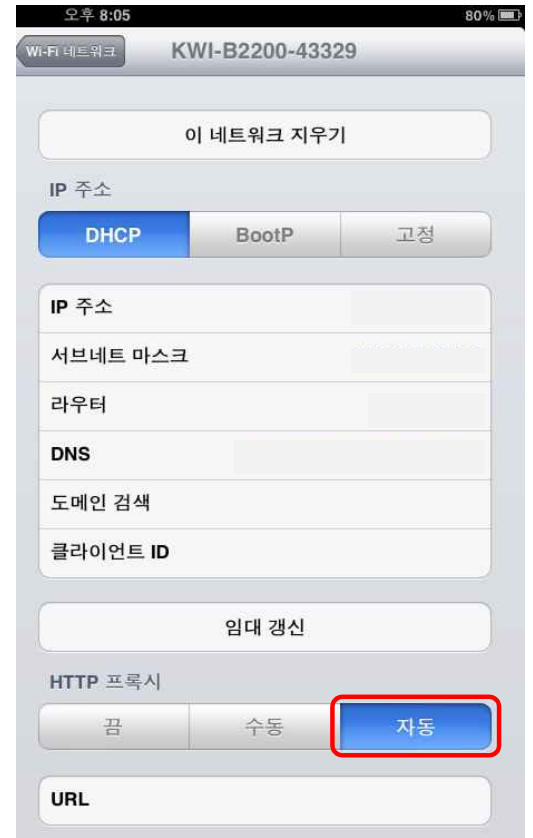 오후 8:05 80%
Wi-Fi 네트워크 KWI-B2200-43329
이 네트워크 지우기
IP 주소
DHCP BootP 고정
IP 주소
서브네트 마스크
라우터
DNS
도메인 검색
클라이언트 ID
임대 갱신
HTTP 프록시
끔 수동 자동
URL